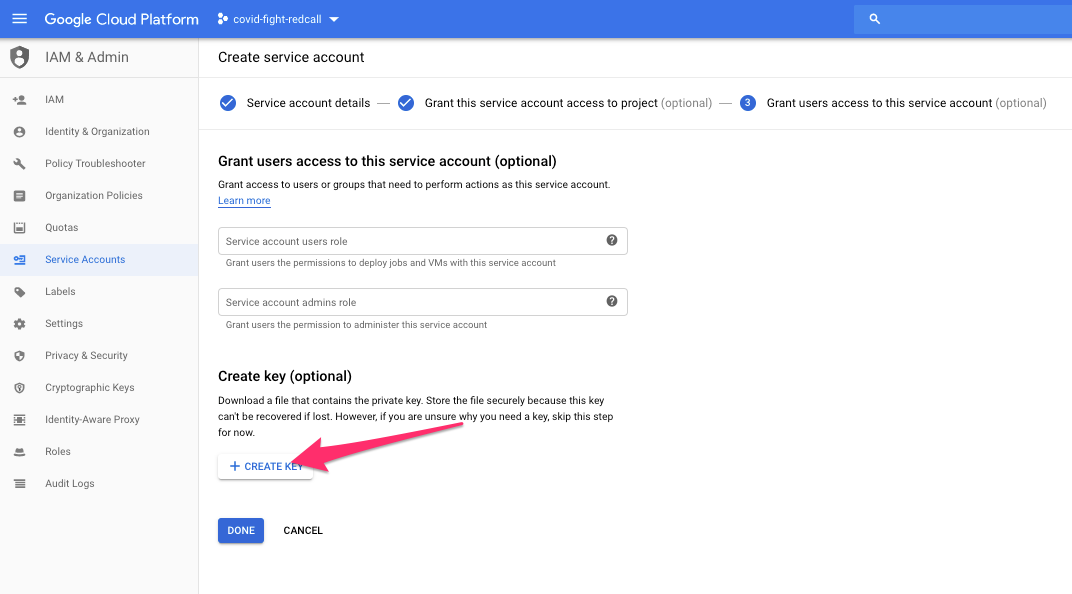 Google Cloud Platform
covid-fight-redcall
IAM & Admin
IAM
Identity & Organization
Policy Troubleshooter
Organization Policies
Quotas
Service Accounts
Labels
Settings
Privacy & Security
Cryptographic Keys
Identity-Aware Proxy
Roles
Audit Logs
Create service account
Service account details — Grant this service account access to project (optional) — 3 Grant users access to this service account (optional)
Grant users access to this service account (optional)
Grant access to users or groups that need to perform actions as this service account.
Learn more
Service account users role ?
Grant users the permissions to deploy jobs and VMs with this service account
Service account admins role ?
Grant users the permission to administer this service account
Create key (optional)
Download a file that contains the private key. Store the file securely because this key
can't be recovered if lost. However, if you are unsure why you need a key, skip this step
for now.
+ CREATE KEY
DONE CANCEL